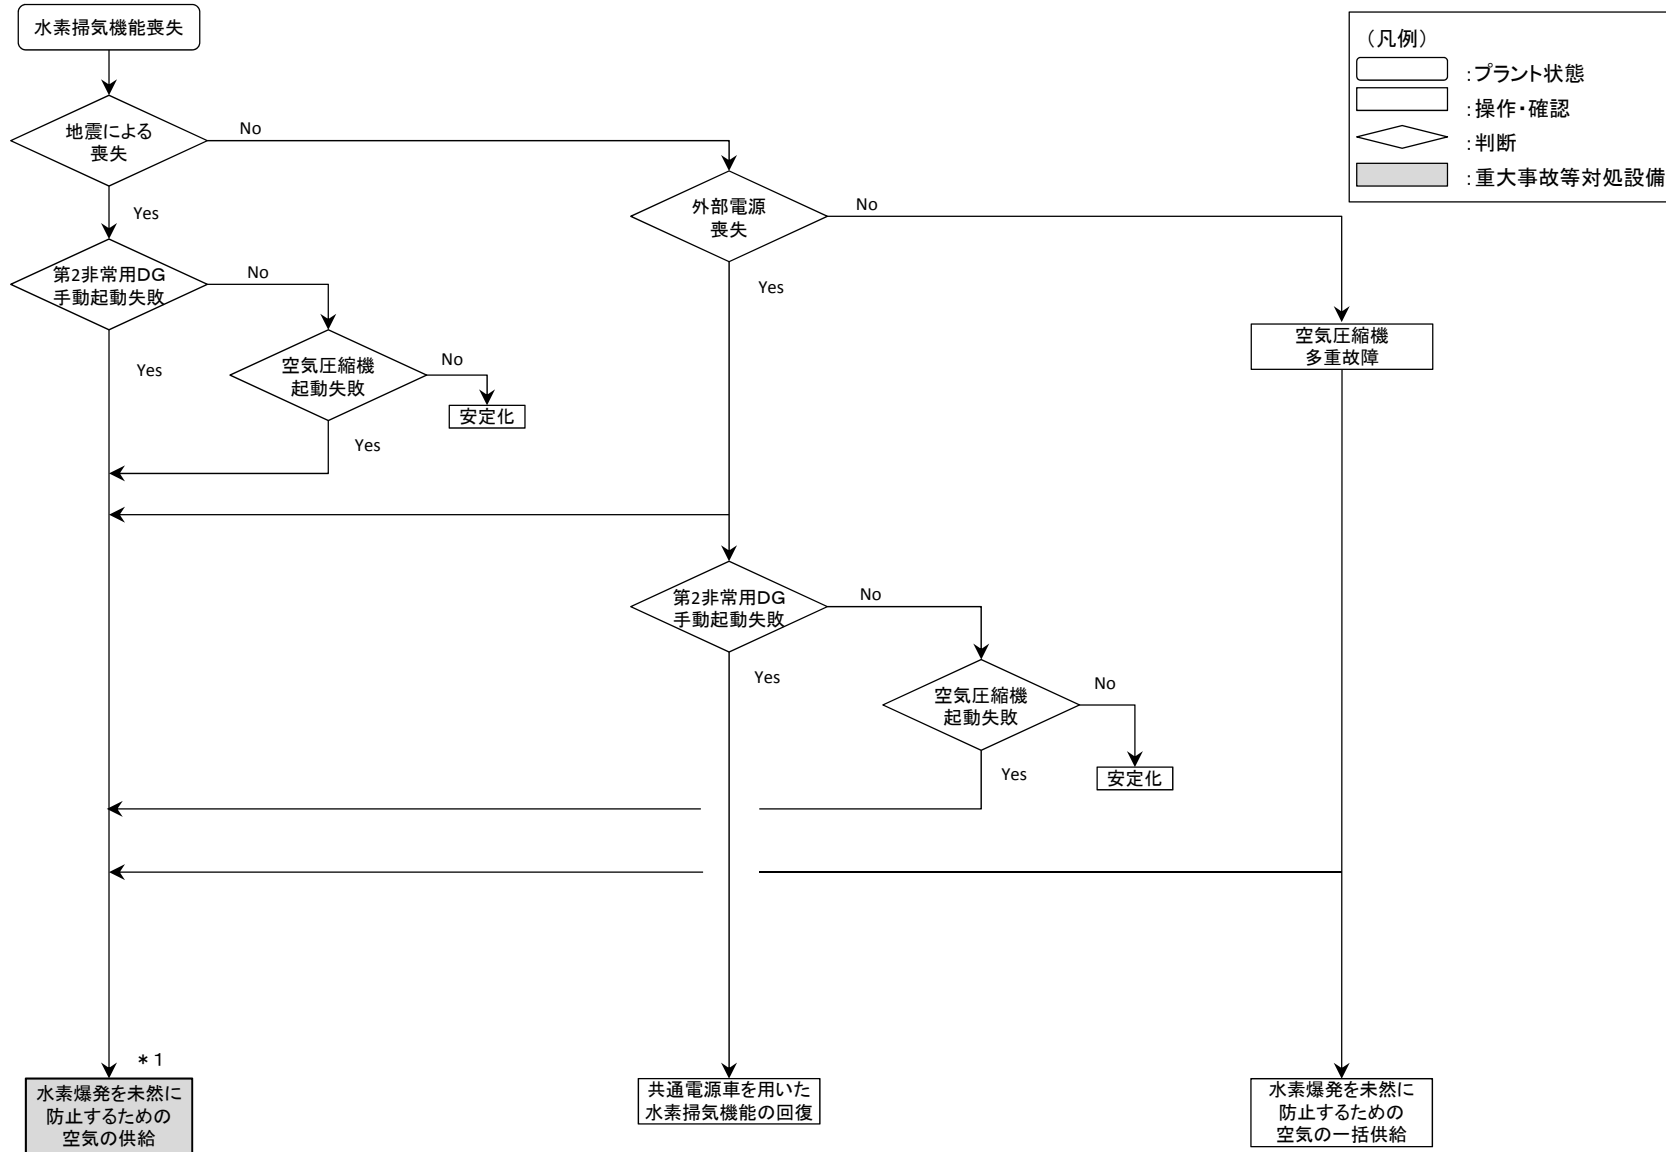 水素掃気機能喪失
(凡例)
:プラント状態
:操作・確認
:判断
:重大事故等対処設備
地震による
喪失
No
Yes
外部電源
喪失
No
Yes
第2非常用DG
手動起動失敗
No
Yes
空気圧縮機
起動失敗
No
Yes
安定化
空気圧縮機
多重故障
第2非常用DG
手動起動失敗
No
Yes
空気圧縮機
起動失敗
No
Yes
安定化
*1
水素爆発を未然に
防止するための
空気の供給
共通電源車を用いた
水素掃気機能の回復
水素爆発を未然に
防止するための
空気の一括供給